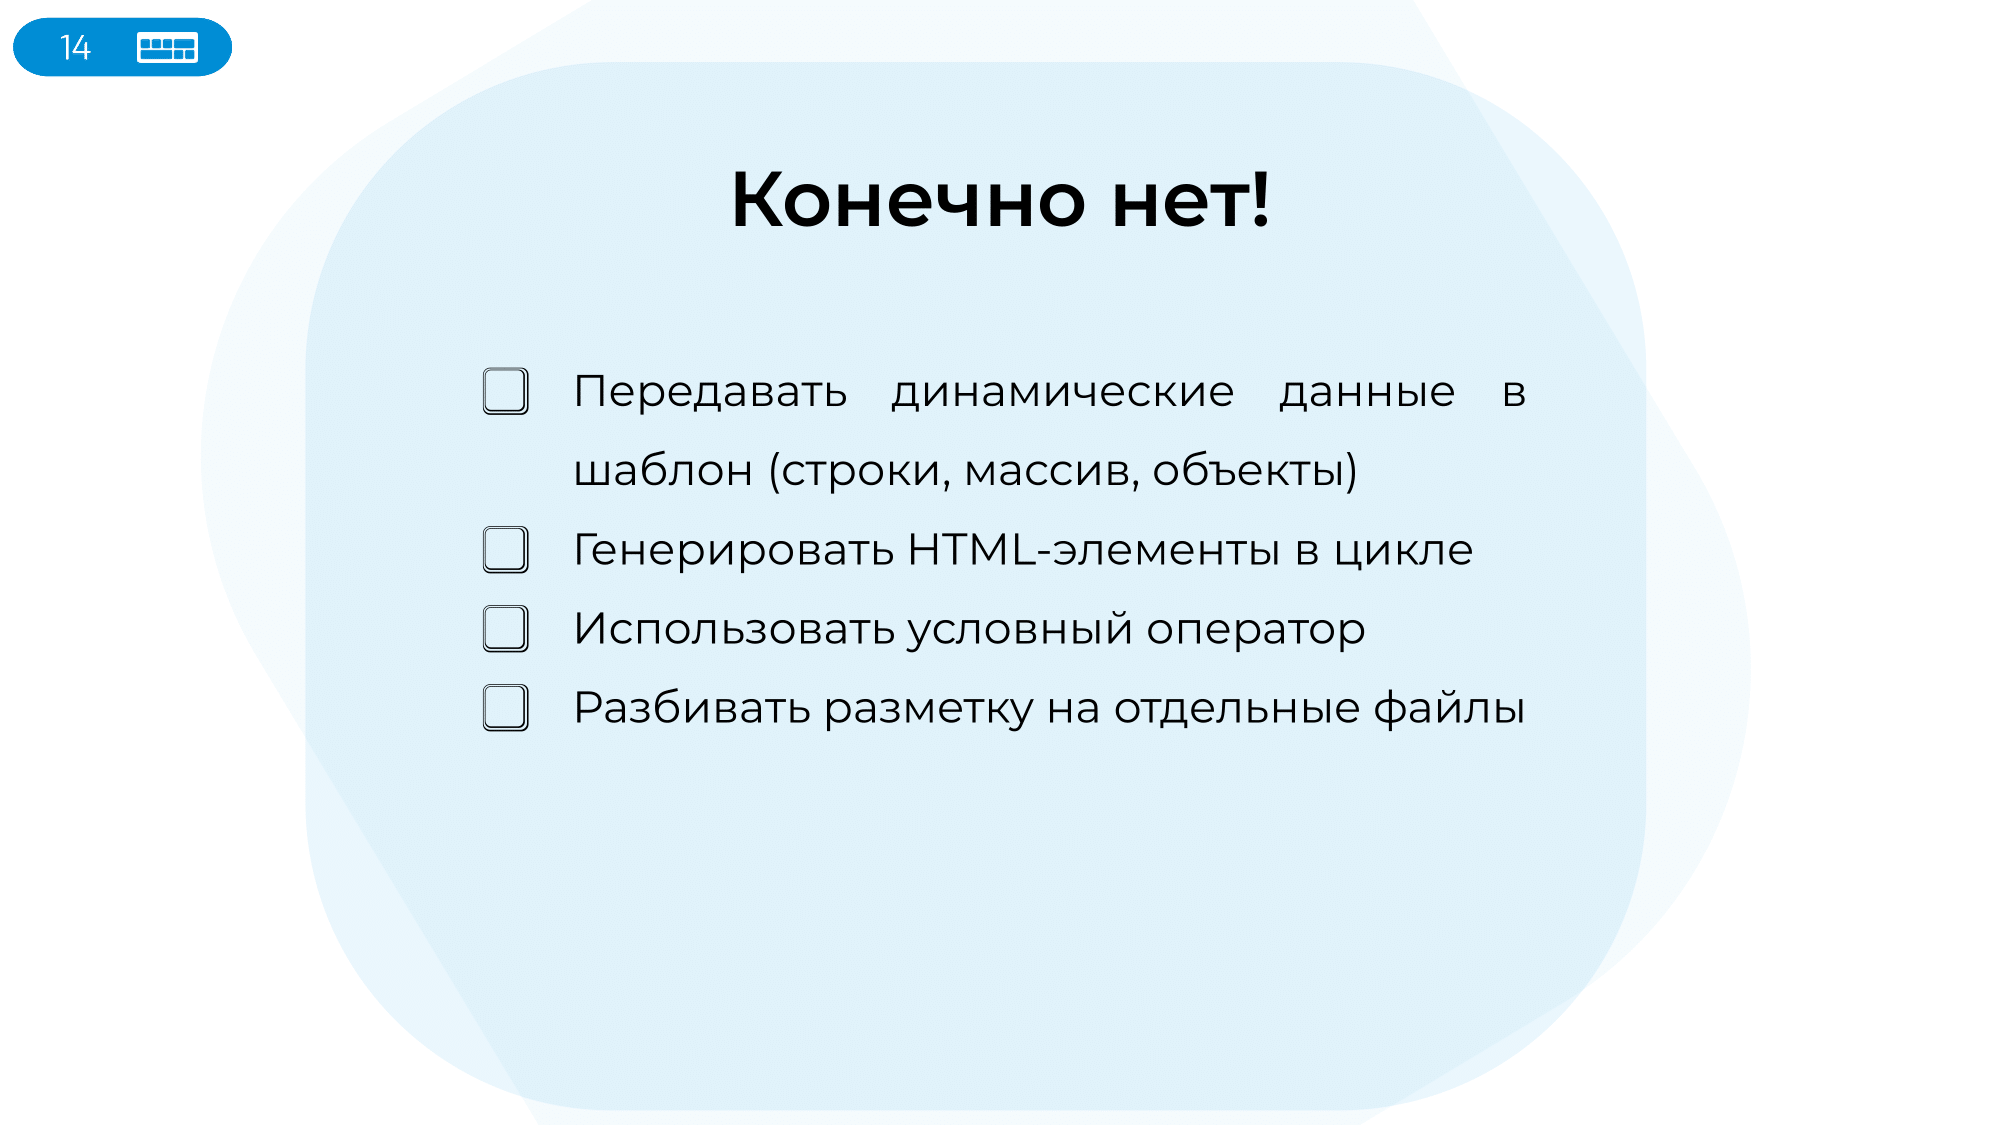 14
Конечно нет!
Передавать динамические данные в
шаблон (строки, массив, объекты)
Генерировать HTML-элементы в цикле
Использовать условный оператор
Разбивать разметку на отдельные файлы